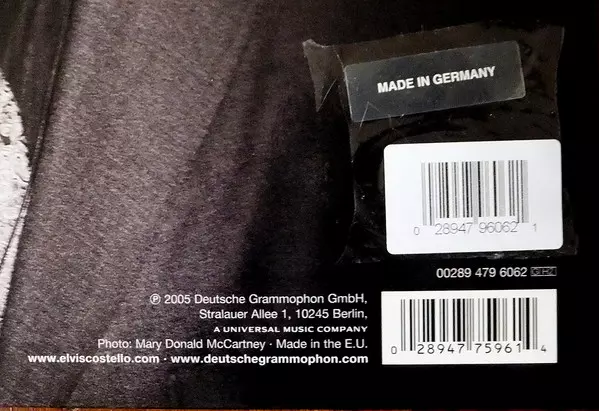 MADE IN GERMANY
0 28947 96062 1
00289 479 6062 GHZ
℗ 2005 Deutsche Grammophon GmbH,
Stralauer Allee 1, 10245 Berlin,
A UNIVERSAL MUSIC COMPANY
Photo: Mary Donald McCartney · Made in the E.U.
www.elviscostello.com · www.deutschegrammophon.com
0 28947 75961 4